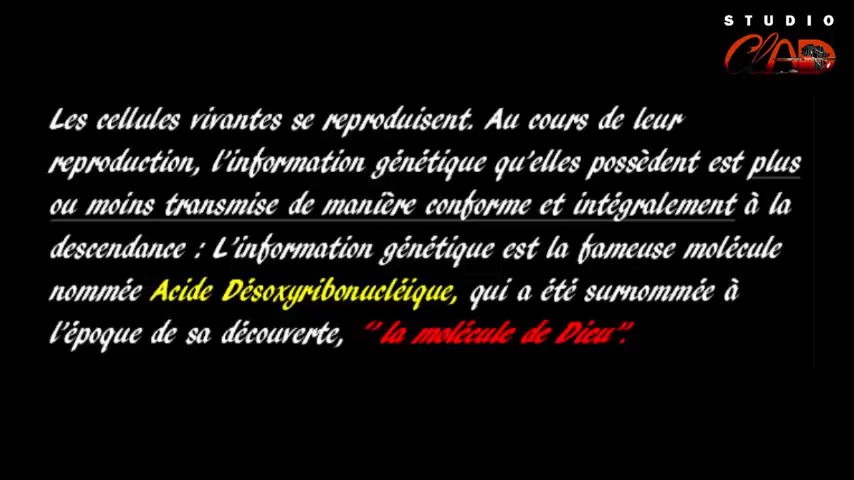 STUDIO
ClAD
Les cellules vivantes se reproduisent. Au cours de leur
reproduction, l'information génétique qu'elles possèdent est plus
ou moins transmise de manière conforme et intégralement à la
descendance : L'information génétique est la fameuse molécule
nommée Acide Désoxyribonucléique, qui a été surnommée à
l'époque de sa découverte, '' la molécule de Dieu''.